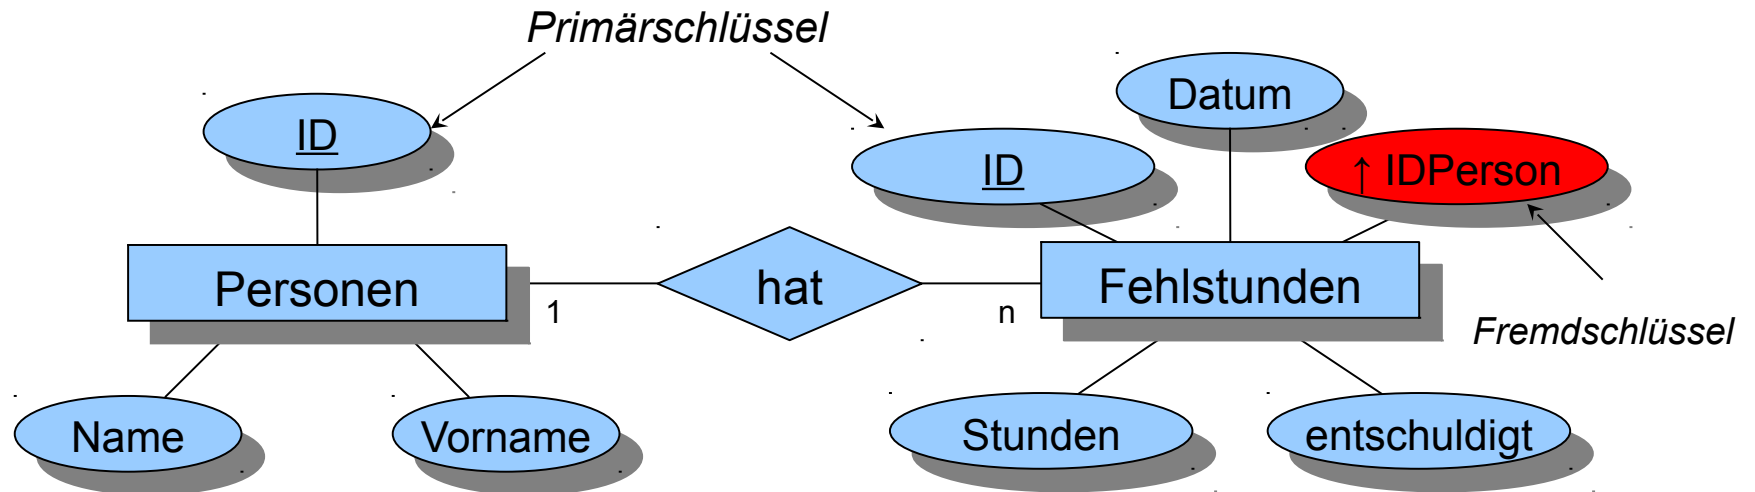 Primärschlüssel
Datum
ID
ID
↑ IDPerson
Personen
1
hat
n
Fehlstunden
Fremdschlüssel
Name
Vorname
Stunden
entschuldigt